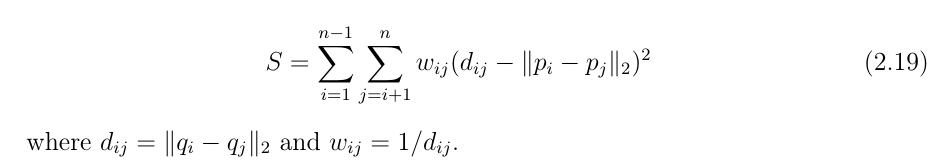 S = \sum_{i=1}^{n-1} \sum_{j=i+1}^{n} w_{ij}(d_{ij} - \|p_i - p_j\|_2)^2 (2.19)
where d_{ij} = \|q_i - q_j\|_2 and w_{ij} = 1/d_{ij}.